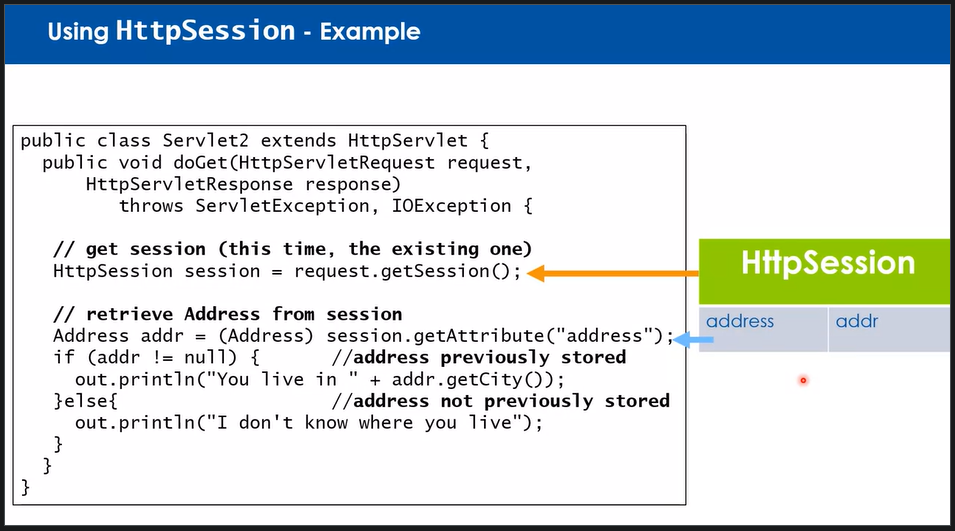 Using HttpSession - Example
public class Servlet2 extends HttpServlet {
public void doGet(HttpServletRequest request,
HttpServletResponse response)
throws ServletException, IOException {
// get session (this time, the existing one)
HttpSession session = request.getSession();
// retrieve Address from session
Address addr = (Address) session.getAttribute("address");
if (addr != null) { //address previously stored
out.println("You live in " + addr.getCity());
}else{ //address not previously stored
out.println("I don't know where you live");
}
}
}
HttpSession
address addr